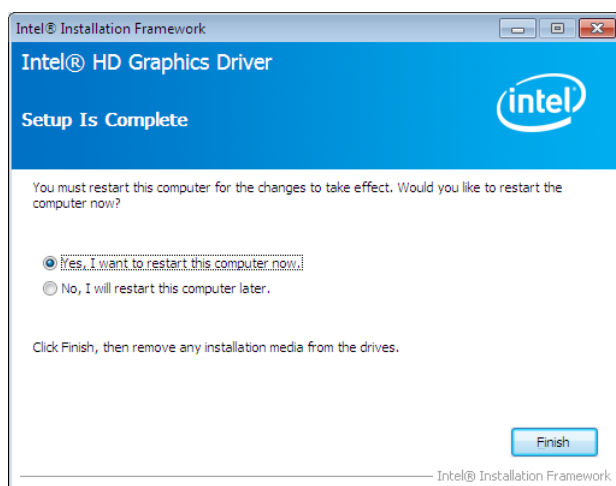 Intel® Installation Framework
Intel® HD Graphics Driver
Setup Is Complete
intel
You must restart this computer for the changes to take effect. Would you like to restart the
computer now?
Yes, I want to restart this computer now.
No, I will restart this computer later.
Click Finish, then remove any installation media from the drives.
Finish
Intel® Installation Framework